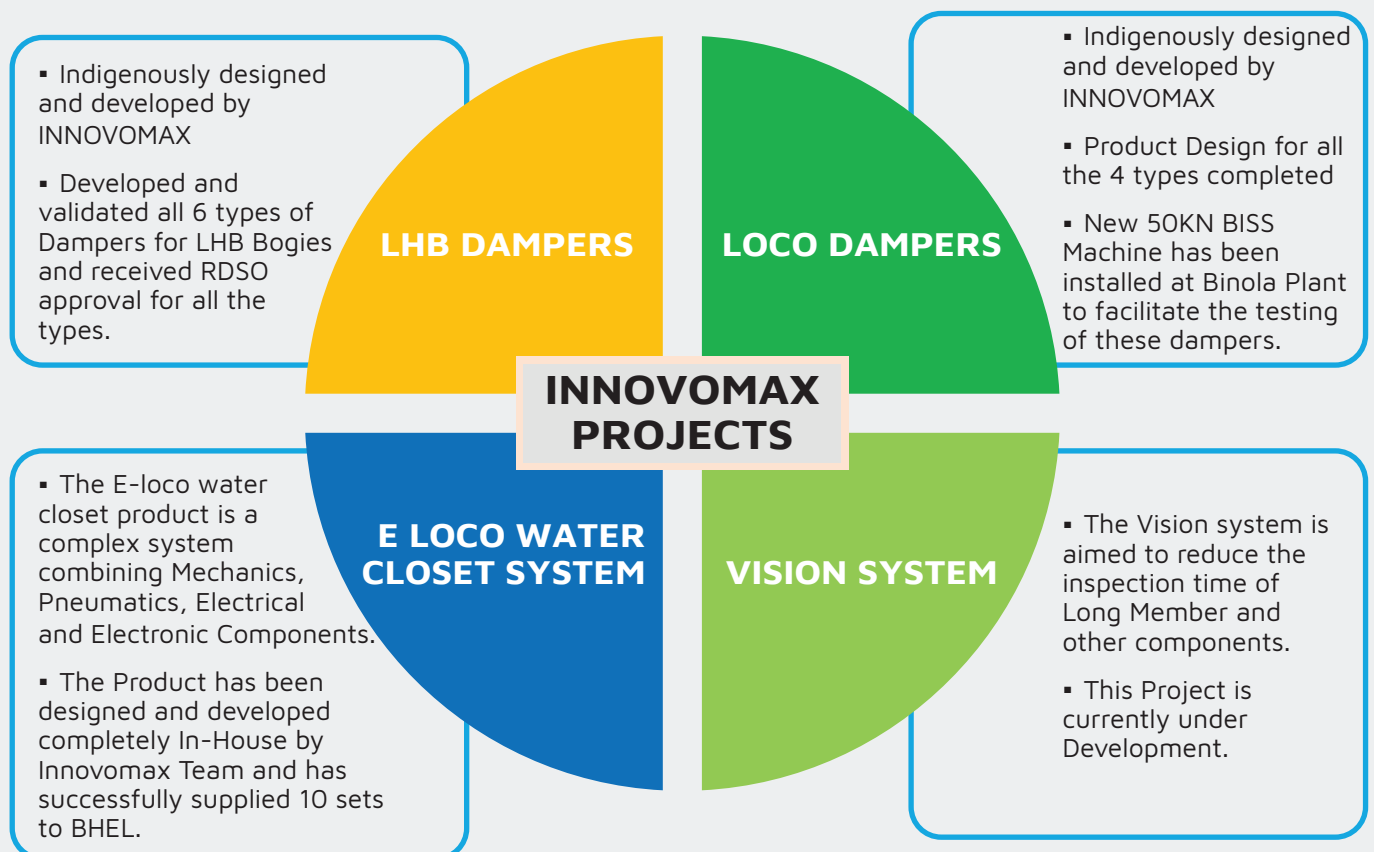 ▪ Indigenously designed
and developed by
INNOVOMAX
▪ Developed and
validated all 6 types of
Dampers for LHB Bogies
and received RDSO
approval for all the
types.
LHB DAMPERS
LOCO DAMPERS
▪ Indigenously designed
and developed by
INNOVOMAX
▪ Product Design for all
the 4 types completed
▪ New 50KN BISS
Machine has been
installed at Binola Plant
to facilitate the testing
of these dampers.
INNOVOMAX
PROJECTS
▪ The E-loco water
closet product is a
complex system
combining Mechanics,
Pneumatics, Electrical
and Electronic Components.
▪ The Product has been
designed and developed
completely In-House by
Innovomax Team and has
successfully supplied 10 sets
to BHEL.
E LOCO WATER
CLOSET SYSTEM
VISION SYSTEM
▪ The Vision system is
aimed to reduce the
inspection time of
Long Member and
other components.
▪ This Project is
currently under
Development.